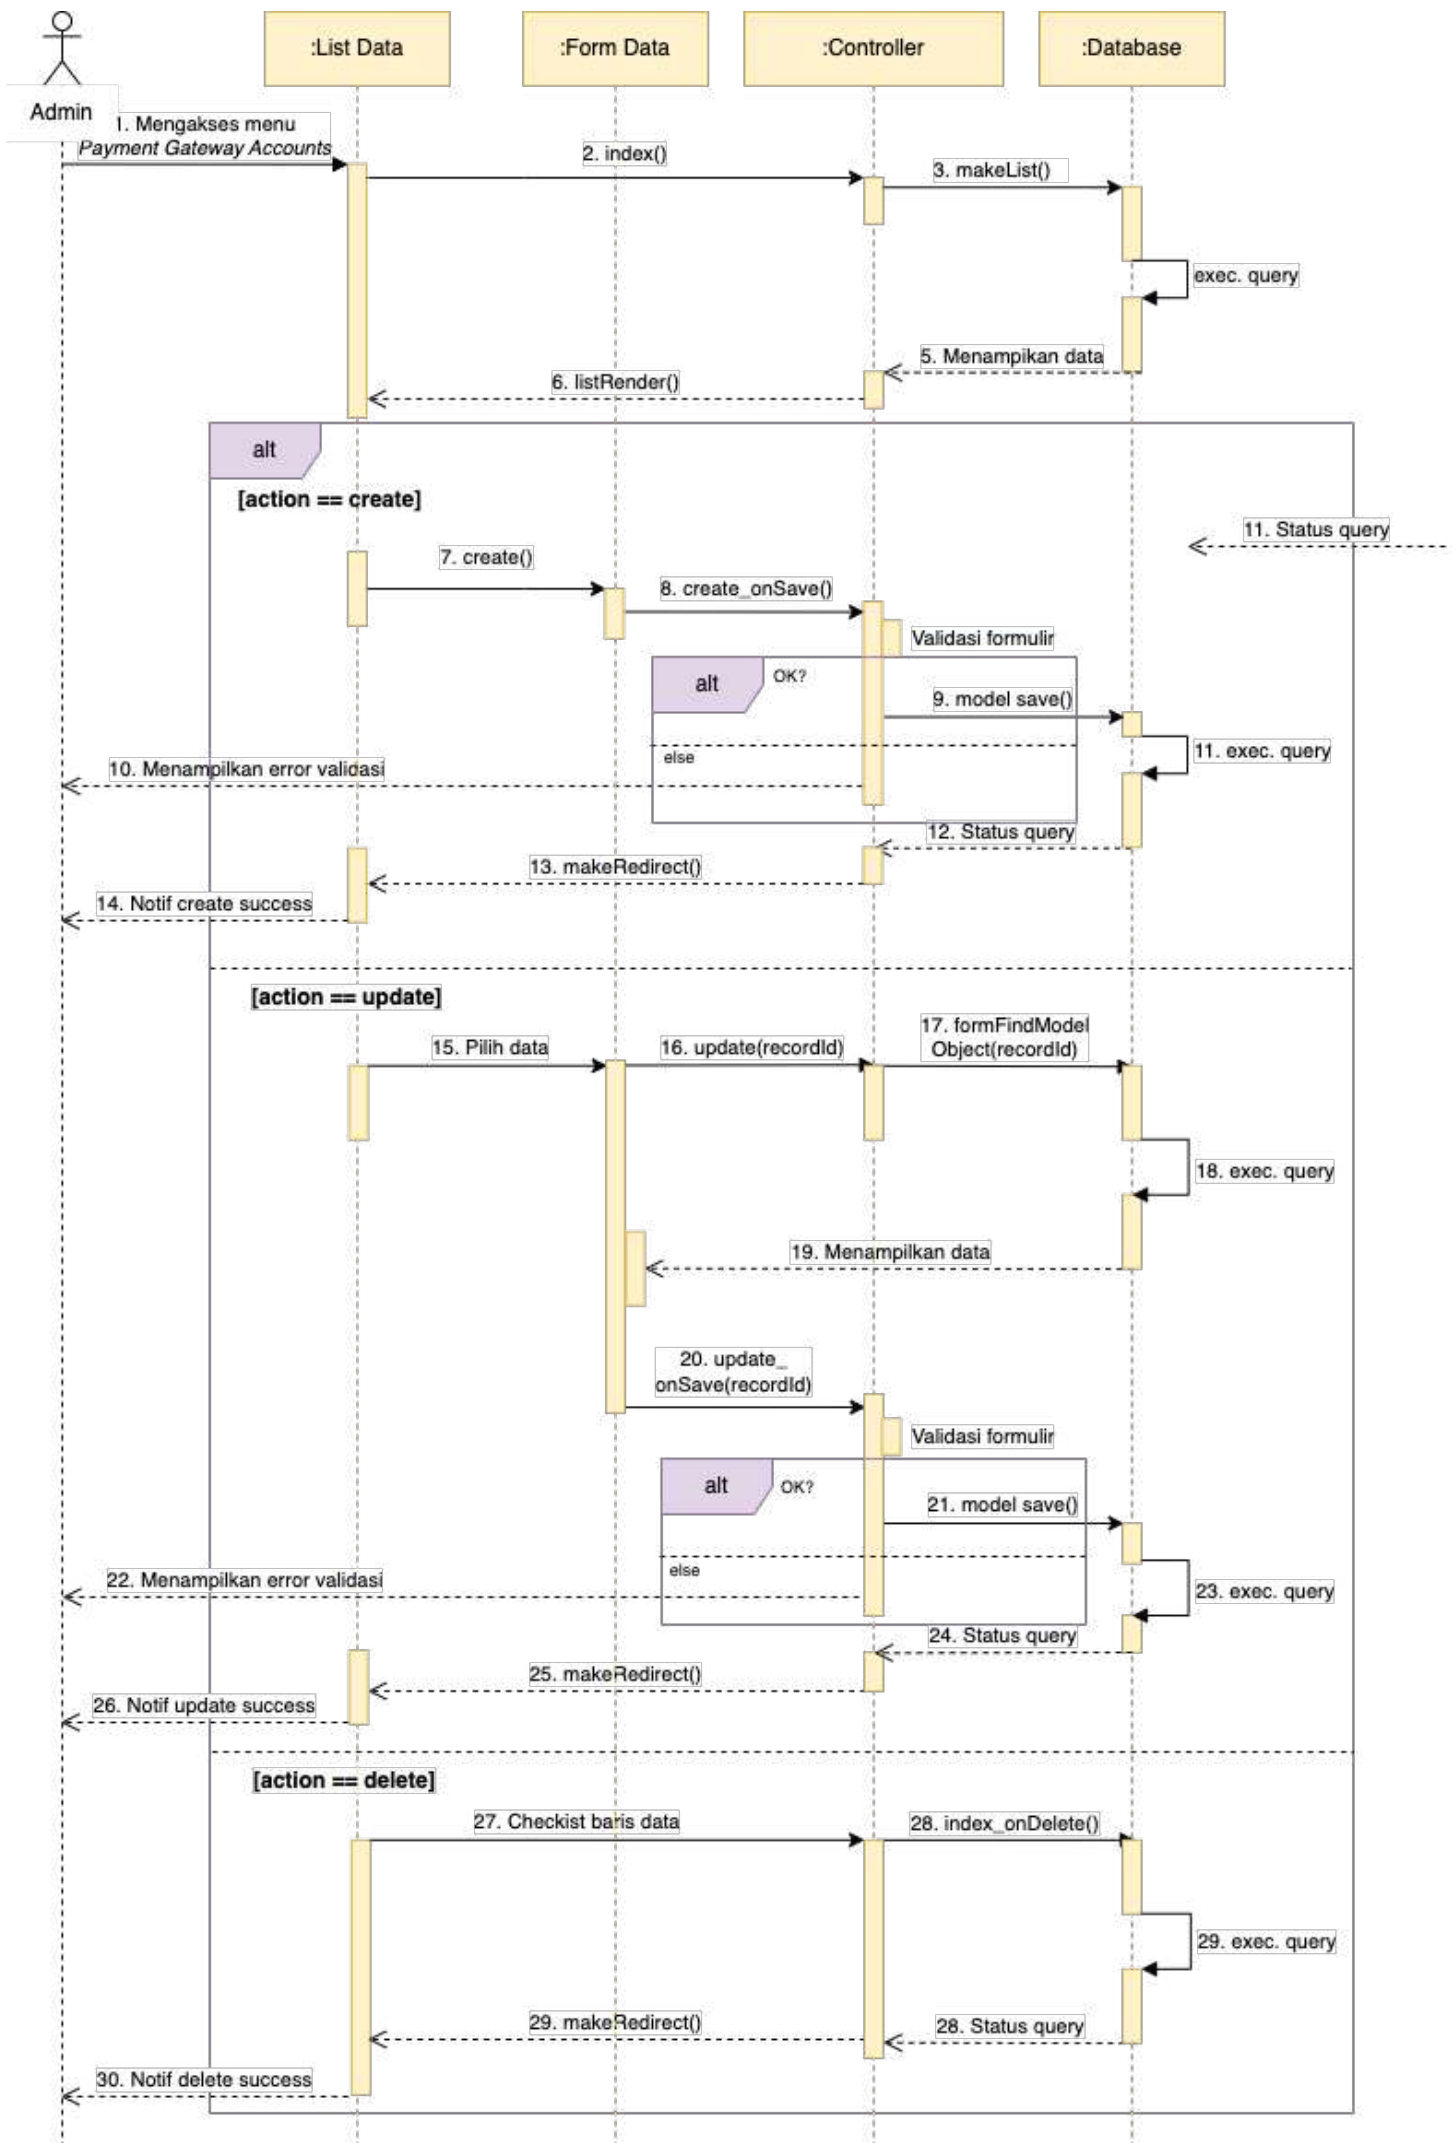 :List Data
:Form Data
:Controller
:Database
Admin
1. Mengakses menu
Payment Gateway Accounts
2. index()
3. makeList()
exec. query
5. Menampikan data
6. listRender()
alt
[action == create]
11. Status query
7. create()
8. create_onSave()
Validasi formulir
alt
OK?
9. model save()
11. exec. query
else
10. Menampilkan error validasi
12. Status query
13. makeRedirect()
14. Notif create success
[action == update]
15. Pilih data
16. update(recordId)
17. formFindModel
Object(recordId)
18. exec. query
19. Menampilkan data
20. update_
onSave(recordId)
Validasi formulir
alt
OK?
21. model save()
else
22. Menampilkan error validasi
23. exec. query
24. Status query
25. makeRedirect()
26. Notif update success
[action == delete]
27. Checkist baris data
28. index_onDelete()
29. exec. query
29. makeRedirect()
28. Status query
30. Notif delete success